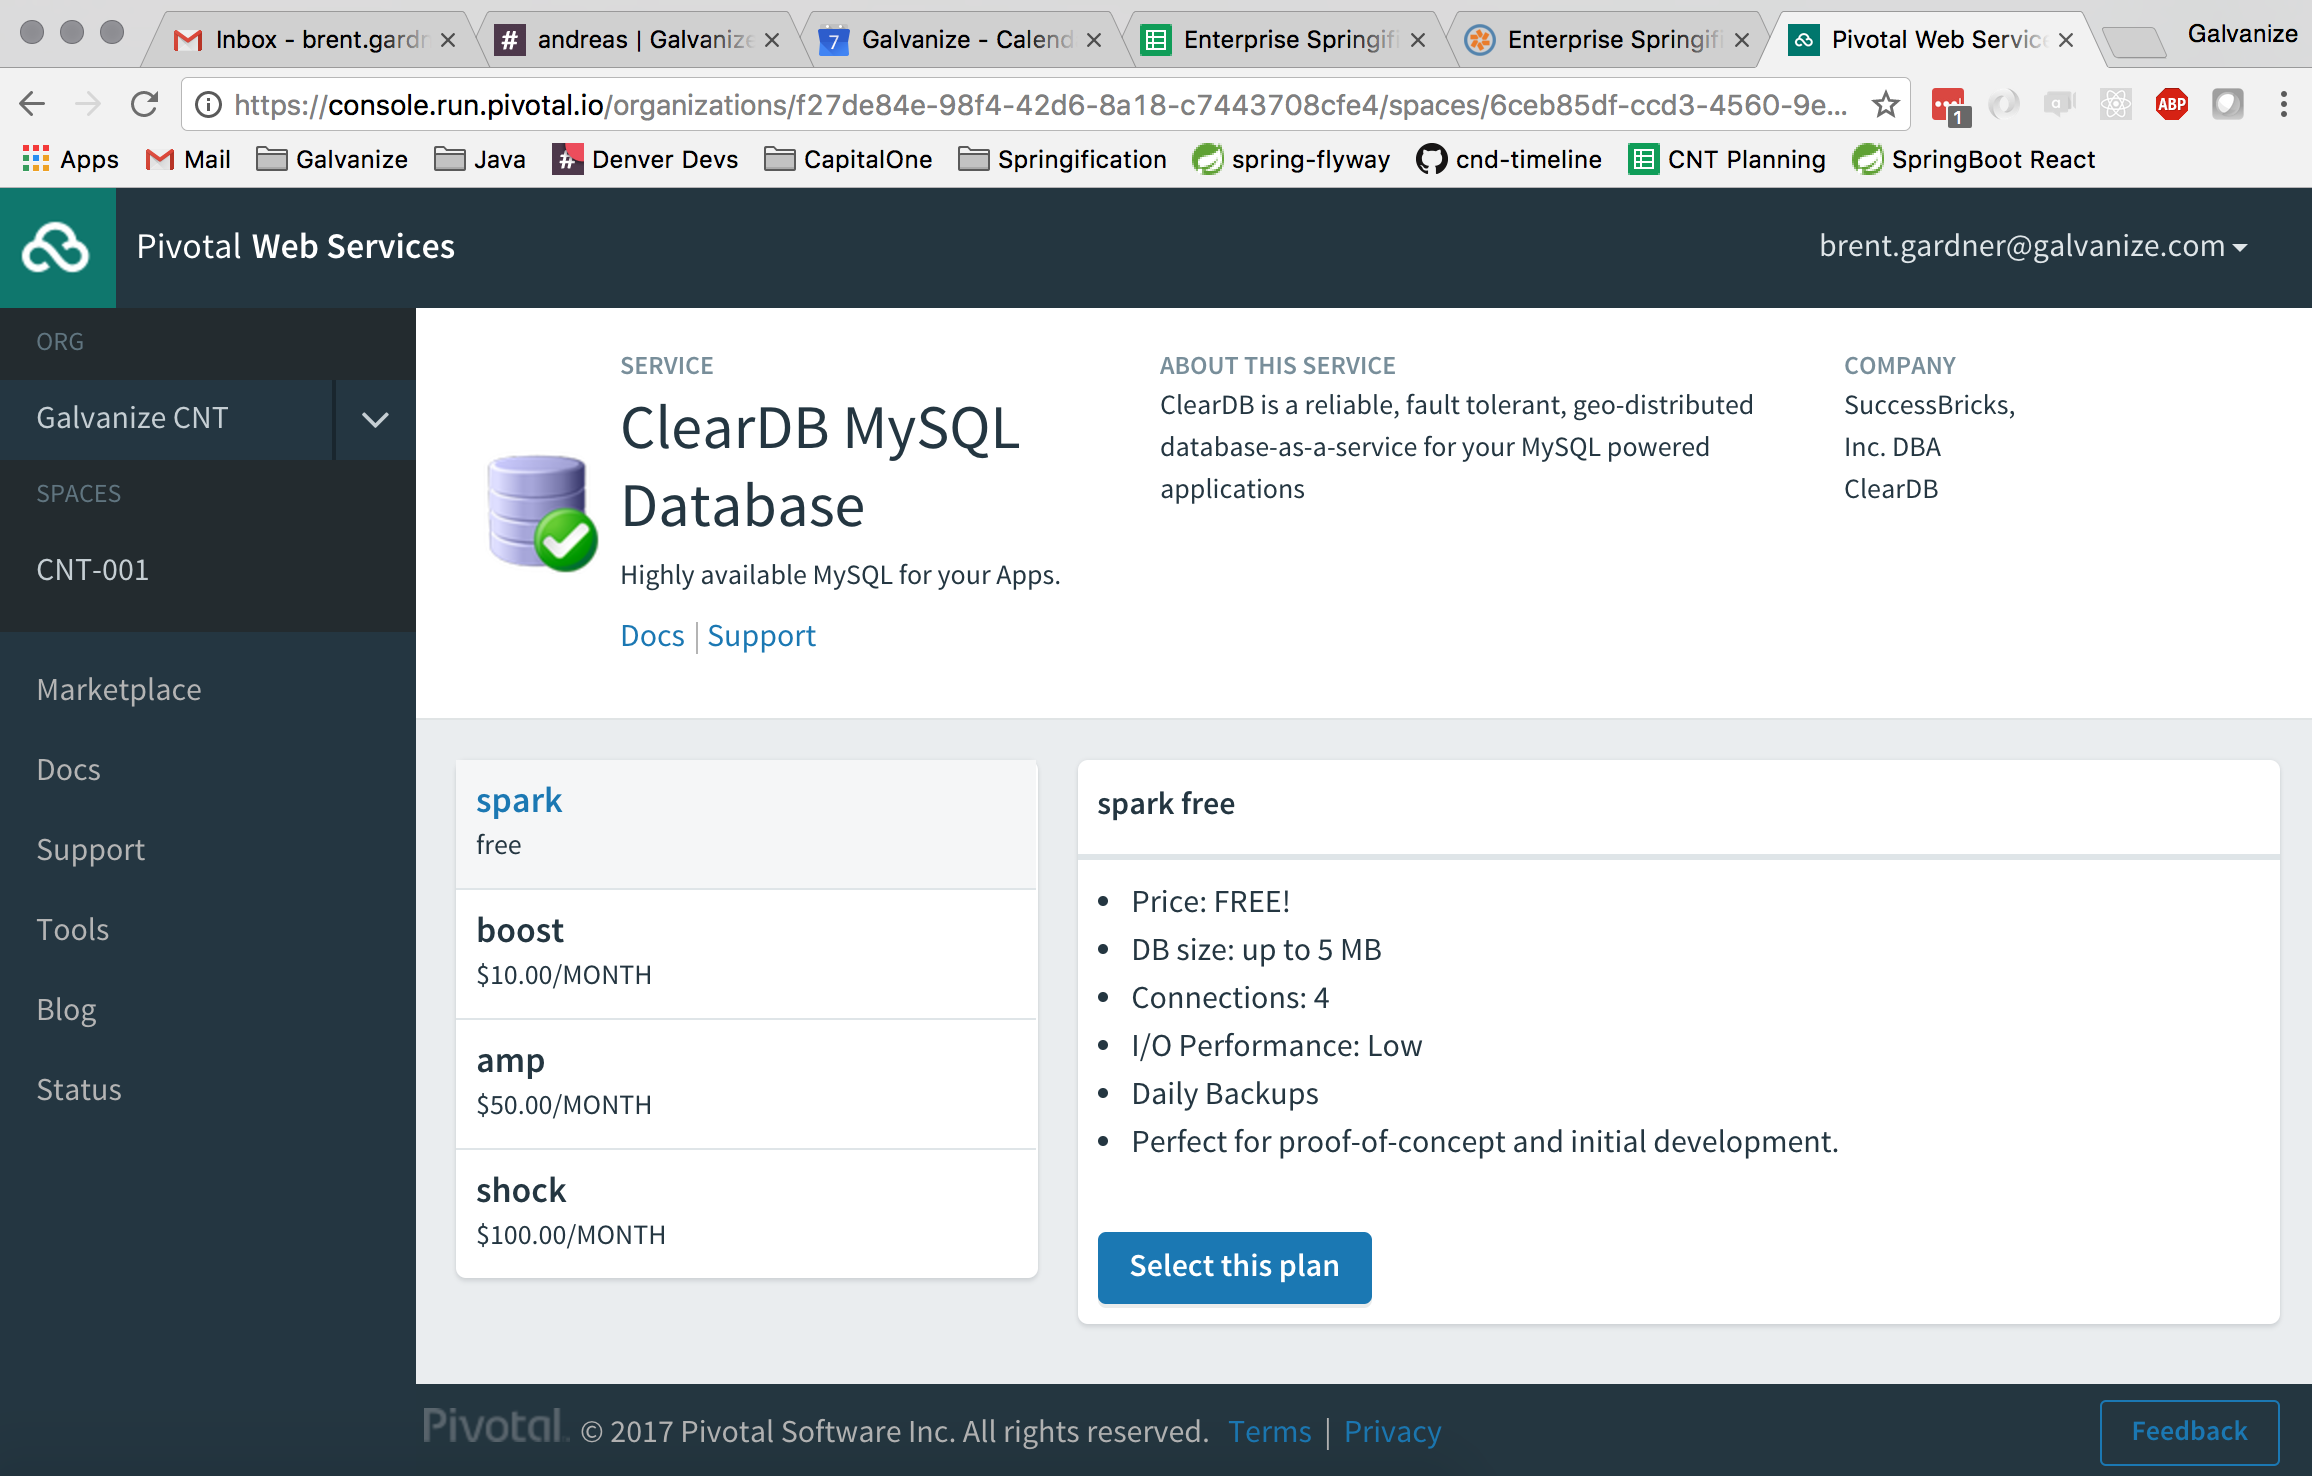 Inbox - brent.gardn
andreas | Galvanize
7
Galvanize - Calend
Enterprise Springifi
Enterprise Springifi
Pivotal Web Service
Galvanize
https://console.run.pivotal.io/organizations/f27de84e-98f4-42d6-8a18-c7443708cfe4/spaces/6ceb85df-ccd3-4560-9e...
1
ABP
Apps
Mail
Galvanize
Java
Denver Devs
CapitalOne
Springification
spring-flyway
cnd-timeline
CNT Planning
SpringBoot React
Pivotal Web Services
brent.gardner@galvanize.com
ORG
Galvanize CNT
SPACES
CNT-001
Marketplace
Docs
Support
Tools
Blog
Status
SERVICE
ClearDB MySQL
Database
Highly available MySQL for your Apps.
Docs | Support
ABOUT THIS SERVICE
ClearDB is a reliable, fault tolerant, geo-distributed
database-as-a-service for your MySQL powered
applications
COMPANY
SuccessBricks,
Inc. DBA
ClearDB
spark
free
boost
$10.00/MONTH
amp
$50.00/MONTH
shock
$100.00/MONTH
spark free
• Price: FREE!
• DB size: up to 5 MB
• Connections: 4
• I/O Performance: Low
• Daily Backups
• Perfect for proof-of-concept and initial development.
Select this plan
Pivotal. © 2017 Pivotal Software Inc. All rights reserved. Terms | Privacy
Feedback